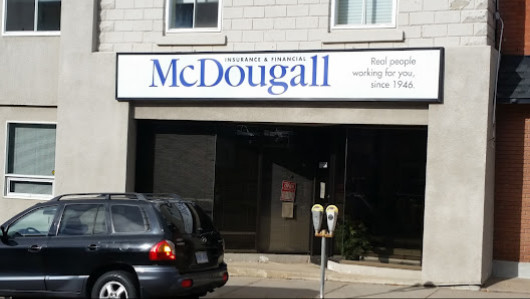 INSURANCE & FINANCIAL
McDougall
Real people
working for you,
since 1946.